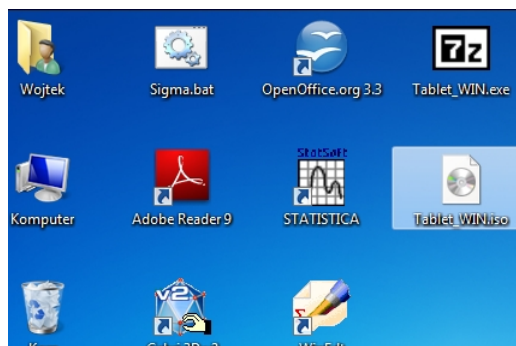 Wojtek
Sigma.bat
OpenOffice.org 3.3
7z
Tablet_WIN.exe
Komputer
Adobe Reader 9
StatSoft
STATISTICA
Tablet_WIN.iso
v2